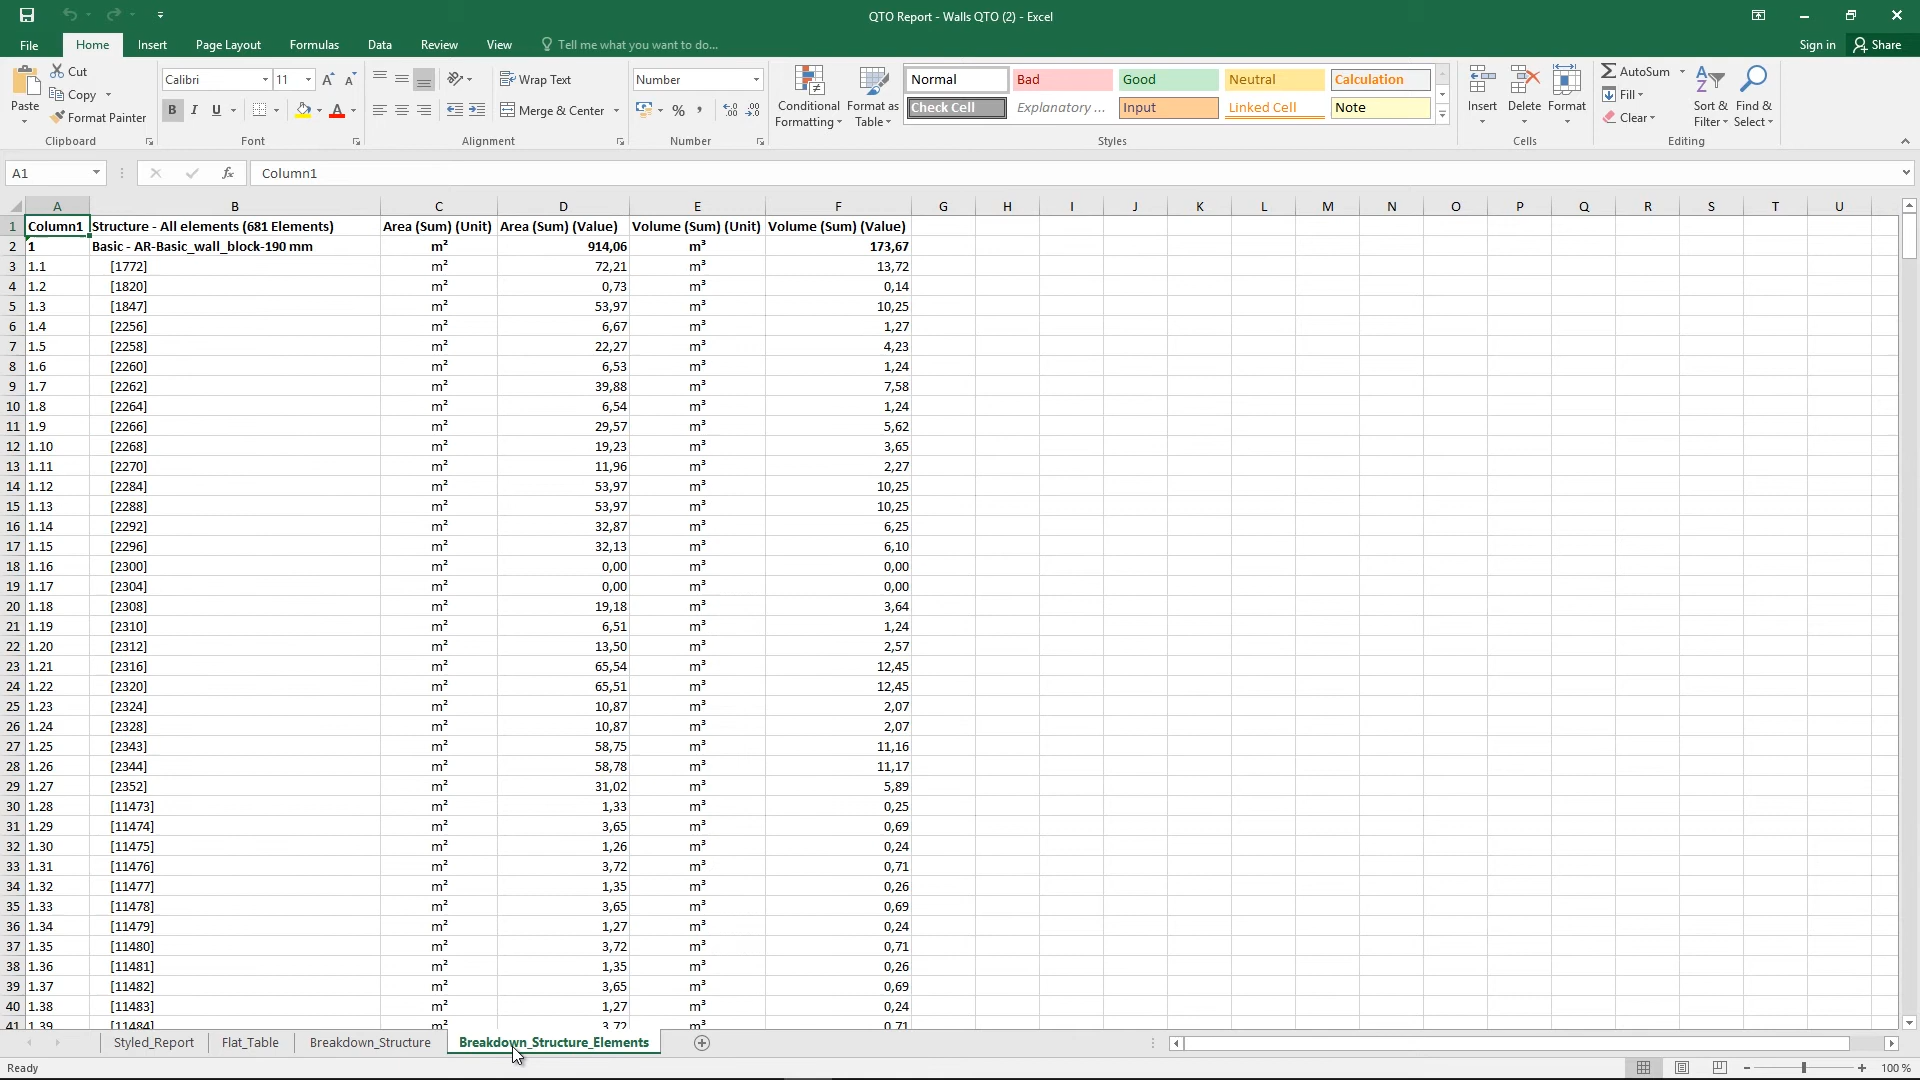 QTO Report - Walls QTO (2) - Excel
File Home Insert Page Layout Formulas Data Review View Tell me what you want to do... Sign in Share
Paste Cut Copy Format Painter Clipboard
Calibri 11 B I U A Font
Wrap Text Merge & Center Alignment
Number % , Number
Conditional Formatting Format as Table
Normal Bad Good Neutral Calculation
Check Cell Explanatory ... Input Linked Cell Note
Styles
Insert Delete Format Cells
AutoSum Fill Clear Sort & Filter Find & Select Editing
A1 fx Column1
A B C D E F G H I J K L M N O P Q R S T U
1 Column1 Structure - All elements (681 Elements) Area (Sum) (Unit) Area (Sum) (Value) Volume (Sum) (Unit) Volume (Sum) (Value)
2 1 Basic - AR-Basic_wall_block-190 mm m² 914,06 m³ 173,67
3 1.1 [1772] m² 72,21 m³ 13,72
4 1.2 [1820] m² 0,73 m³ 0,14
5 1.3 [1847] m² 53,97 m³ 10,25
6 1.4 [2256] m² 6,67 m³ 1,27
7 1.5 [2258] m² 22,27 m³ 4,23
8 1.6 [2260] m² 6,53 m³ 1,24
9 1.7 [2262] m² 39,88 m³ 7,58
10 1.8 [2264] m² 6,54 m³ 1,24
11 1.9 [2266] m² 29,57 m³ 5,62
12 1.10 [2268] m² 19,23 m³ 3,65
13 1.11 [2270] m² 11,96 m³ 2,27
14 1.12 [2284] m² 53,97 m³ 10,25
15 1.13 [2288] m² 53,97 m³ 10,25
16 1.14 [2292] m² 32,87 m³ 6,25
17 1.15 [2296] m² 32,13 m³ 6,10
18 1.16 [2300] m² 0,00 m³ 0,00
19 1.17 [2304] m² 0,00 m³ 0,00
20 1.18 [2308] m² 19,18 m³ 3,64
21 1.19 [2310] m² 6,51 m³ 1,24
22 1.20 [2312] m² 13,50 m³ 2,57
23 1.21 [2316] m² 65,54 m³ 12,45
24 1.22 [2320] m² 65,51 m³ 12,45
25 1.23 [2324] m² 10,87 m³ 2,07
26 1.24 [2328] m² 10,87 m³ 2,07
27 1.25 [2343] m² 58,75 m³ 11,16
28 1.26 [2344] m² 58,78 m³ 11,17
29 1.27 [2352] m² 31,02 m³ 5,89
30 1.28 [11473] m² 1,33 m³ 0,25
31 1.29 [11474] m² 3,65 m³ 0,69
32 1.30 [11475] m² 1,26 m³ 0,24
33 1.31 [11476] m² 3,72 m³ 0,71
34 1.32 [11477] m² 1,35 m³ 0,26
35 1.33 [11478] m² 3,65 m³ 0,69
36 1.34 [11479] m² 1,27 m³ 0,24
37 1.35 [11480] m² 3,72 m³ 0,71
38 1.36 [11481] m² 1,35 m³ 0,26
39 1.37 [11482] m² 3,65 m³ 0,69
40 1.38 [11483] m² 1,27 m³ 0,24
41 1.39 [11484] m² 3,72 m³ 0,71
Styled_Report Flat_Table Breakdown_Structure Breakdown_Structure_Elements
Ready 100 %